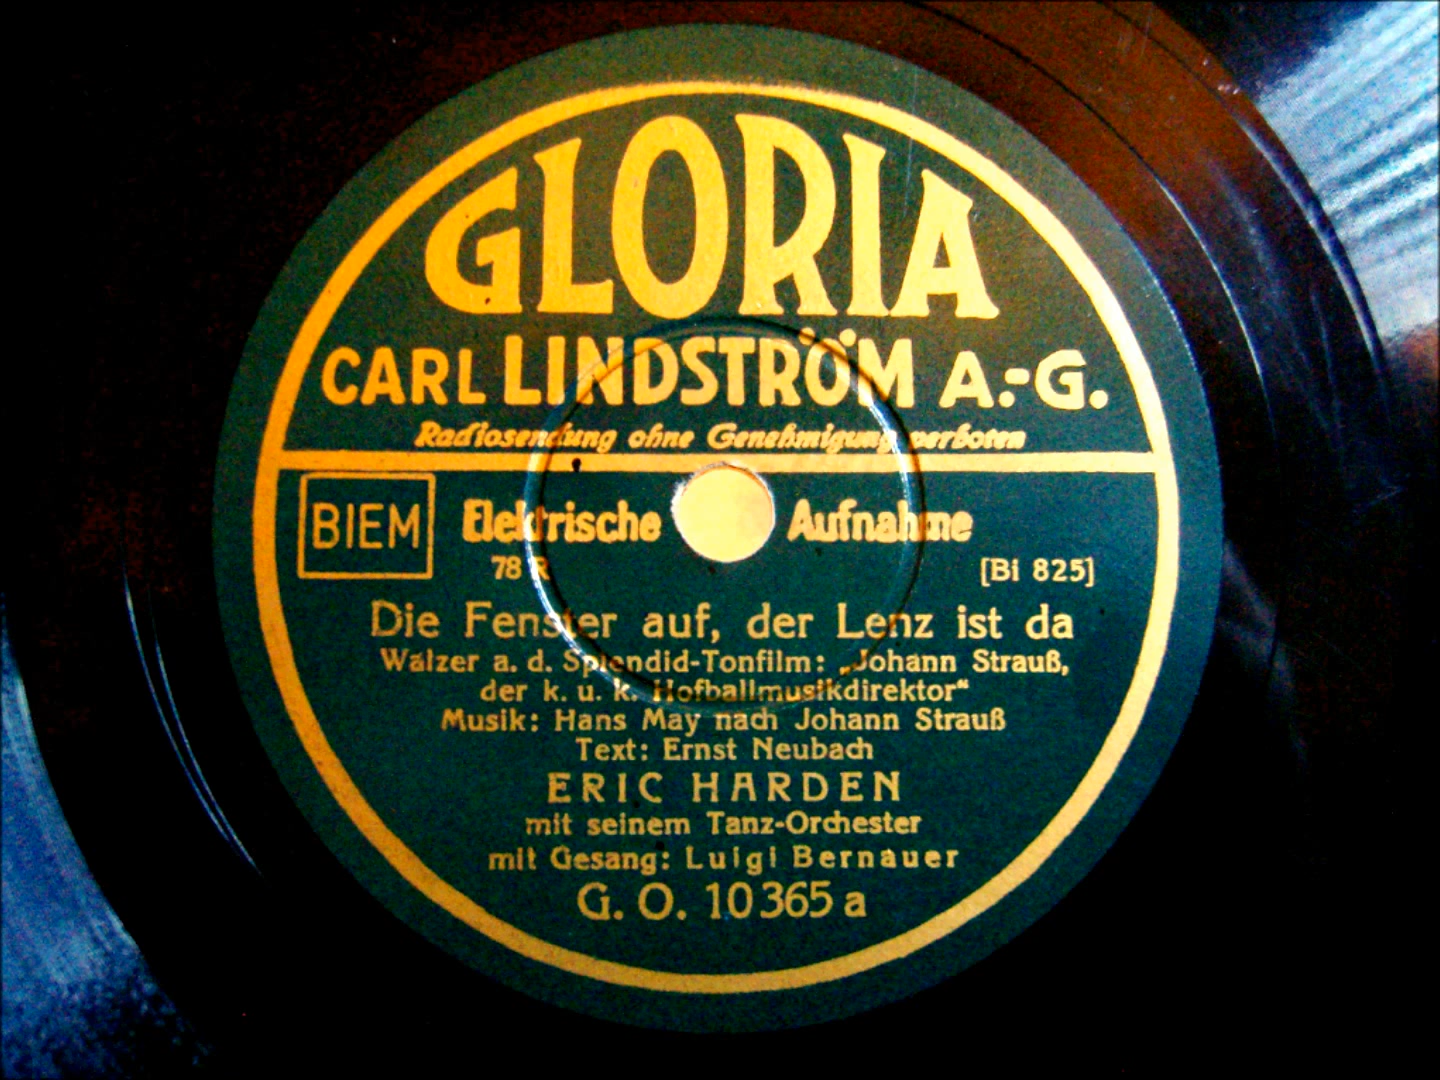 GLORIA
CARL LINDSTRÖM A.-G.
Radiosendung ohne Genehmigung verboten
BIEM
Elektrische Aufnahme
78 R [Bi 825]
Die Fenster auf, der Lenz ist da
Walzer a. d. Splendid-Tonfilm: „Johann Strauß,
der k. u. k. Hofballmusikdirektor“
Musik: Hans May nach Johann Strauß
Text: Ernst Neubach
ERIC HARDEN
mit seinem Tanz-Orchester
mit Gesang: Luigi Bernauer
G. O. 10365 a